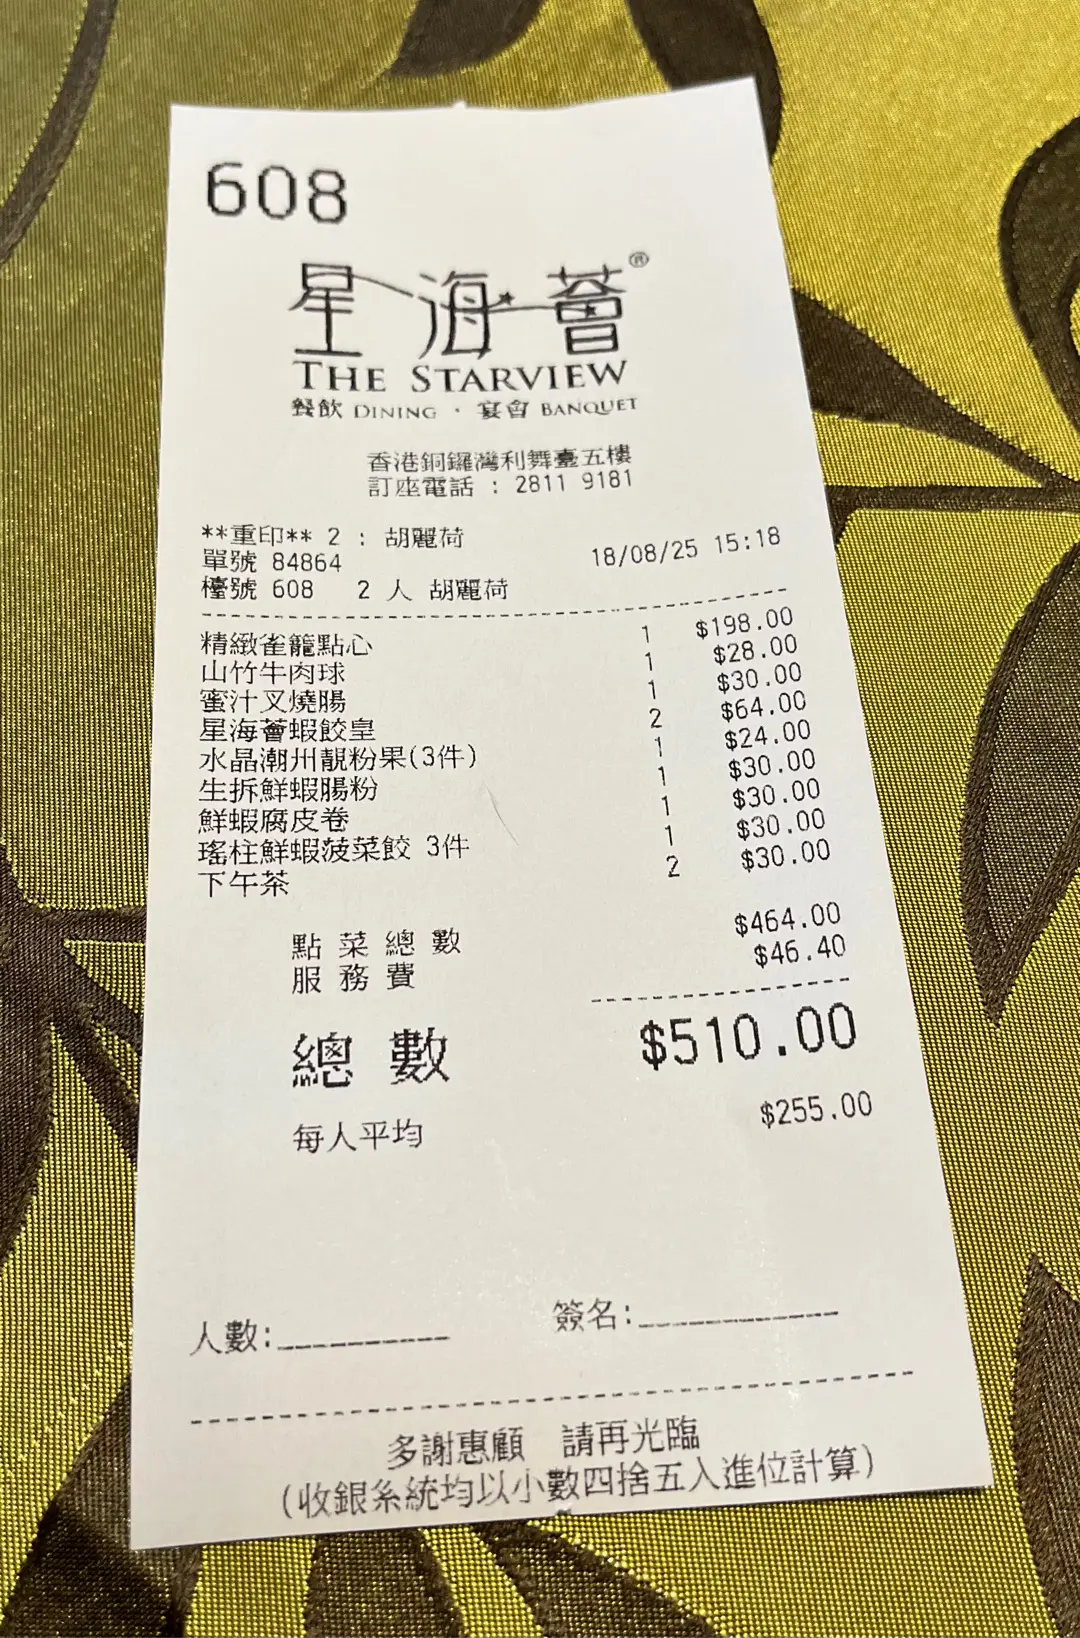 608
星海薈®
THE STARVIEW
餐飲 DINING · 宴會 BANQUET
香港銅鑼灣利舞臺五樓
訂座電話 : 2811 9181
**重印** 2 : 胡麗荷
單號 84864 18/08/25 15:18
檯號 608 2 人 胡麗荷
精緻雀籠點心 1 $198.00
山竹牛肉球 1 $28.00
蜜汁叉燒腸 1 $30.00
星海薈蝦餃皇 2 $64.00
水晶潮州靚粉果(3件) 1 $24.00
生拆鮮蝦腸粉 1 $30.00
鮮蝦腐皮卷 1 $30.00
瑤柱鮮蝦菠菜餃 3件 1 $30.00
下午茶 2 $30.00
點菜總數 $464.00
服務費 $46.40
總數 $510.00
每人平均 $255.00
人數:
簽名:
多謝惠顧 請再光臨
(收銀系統均以小數四捨五入進位計算)